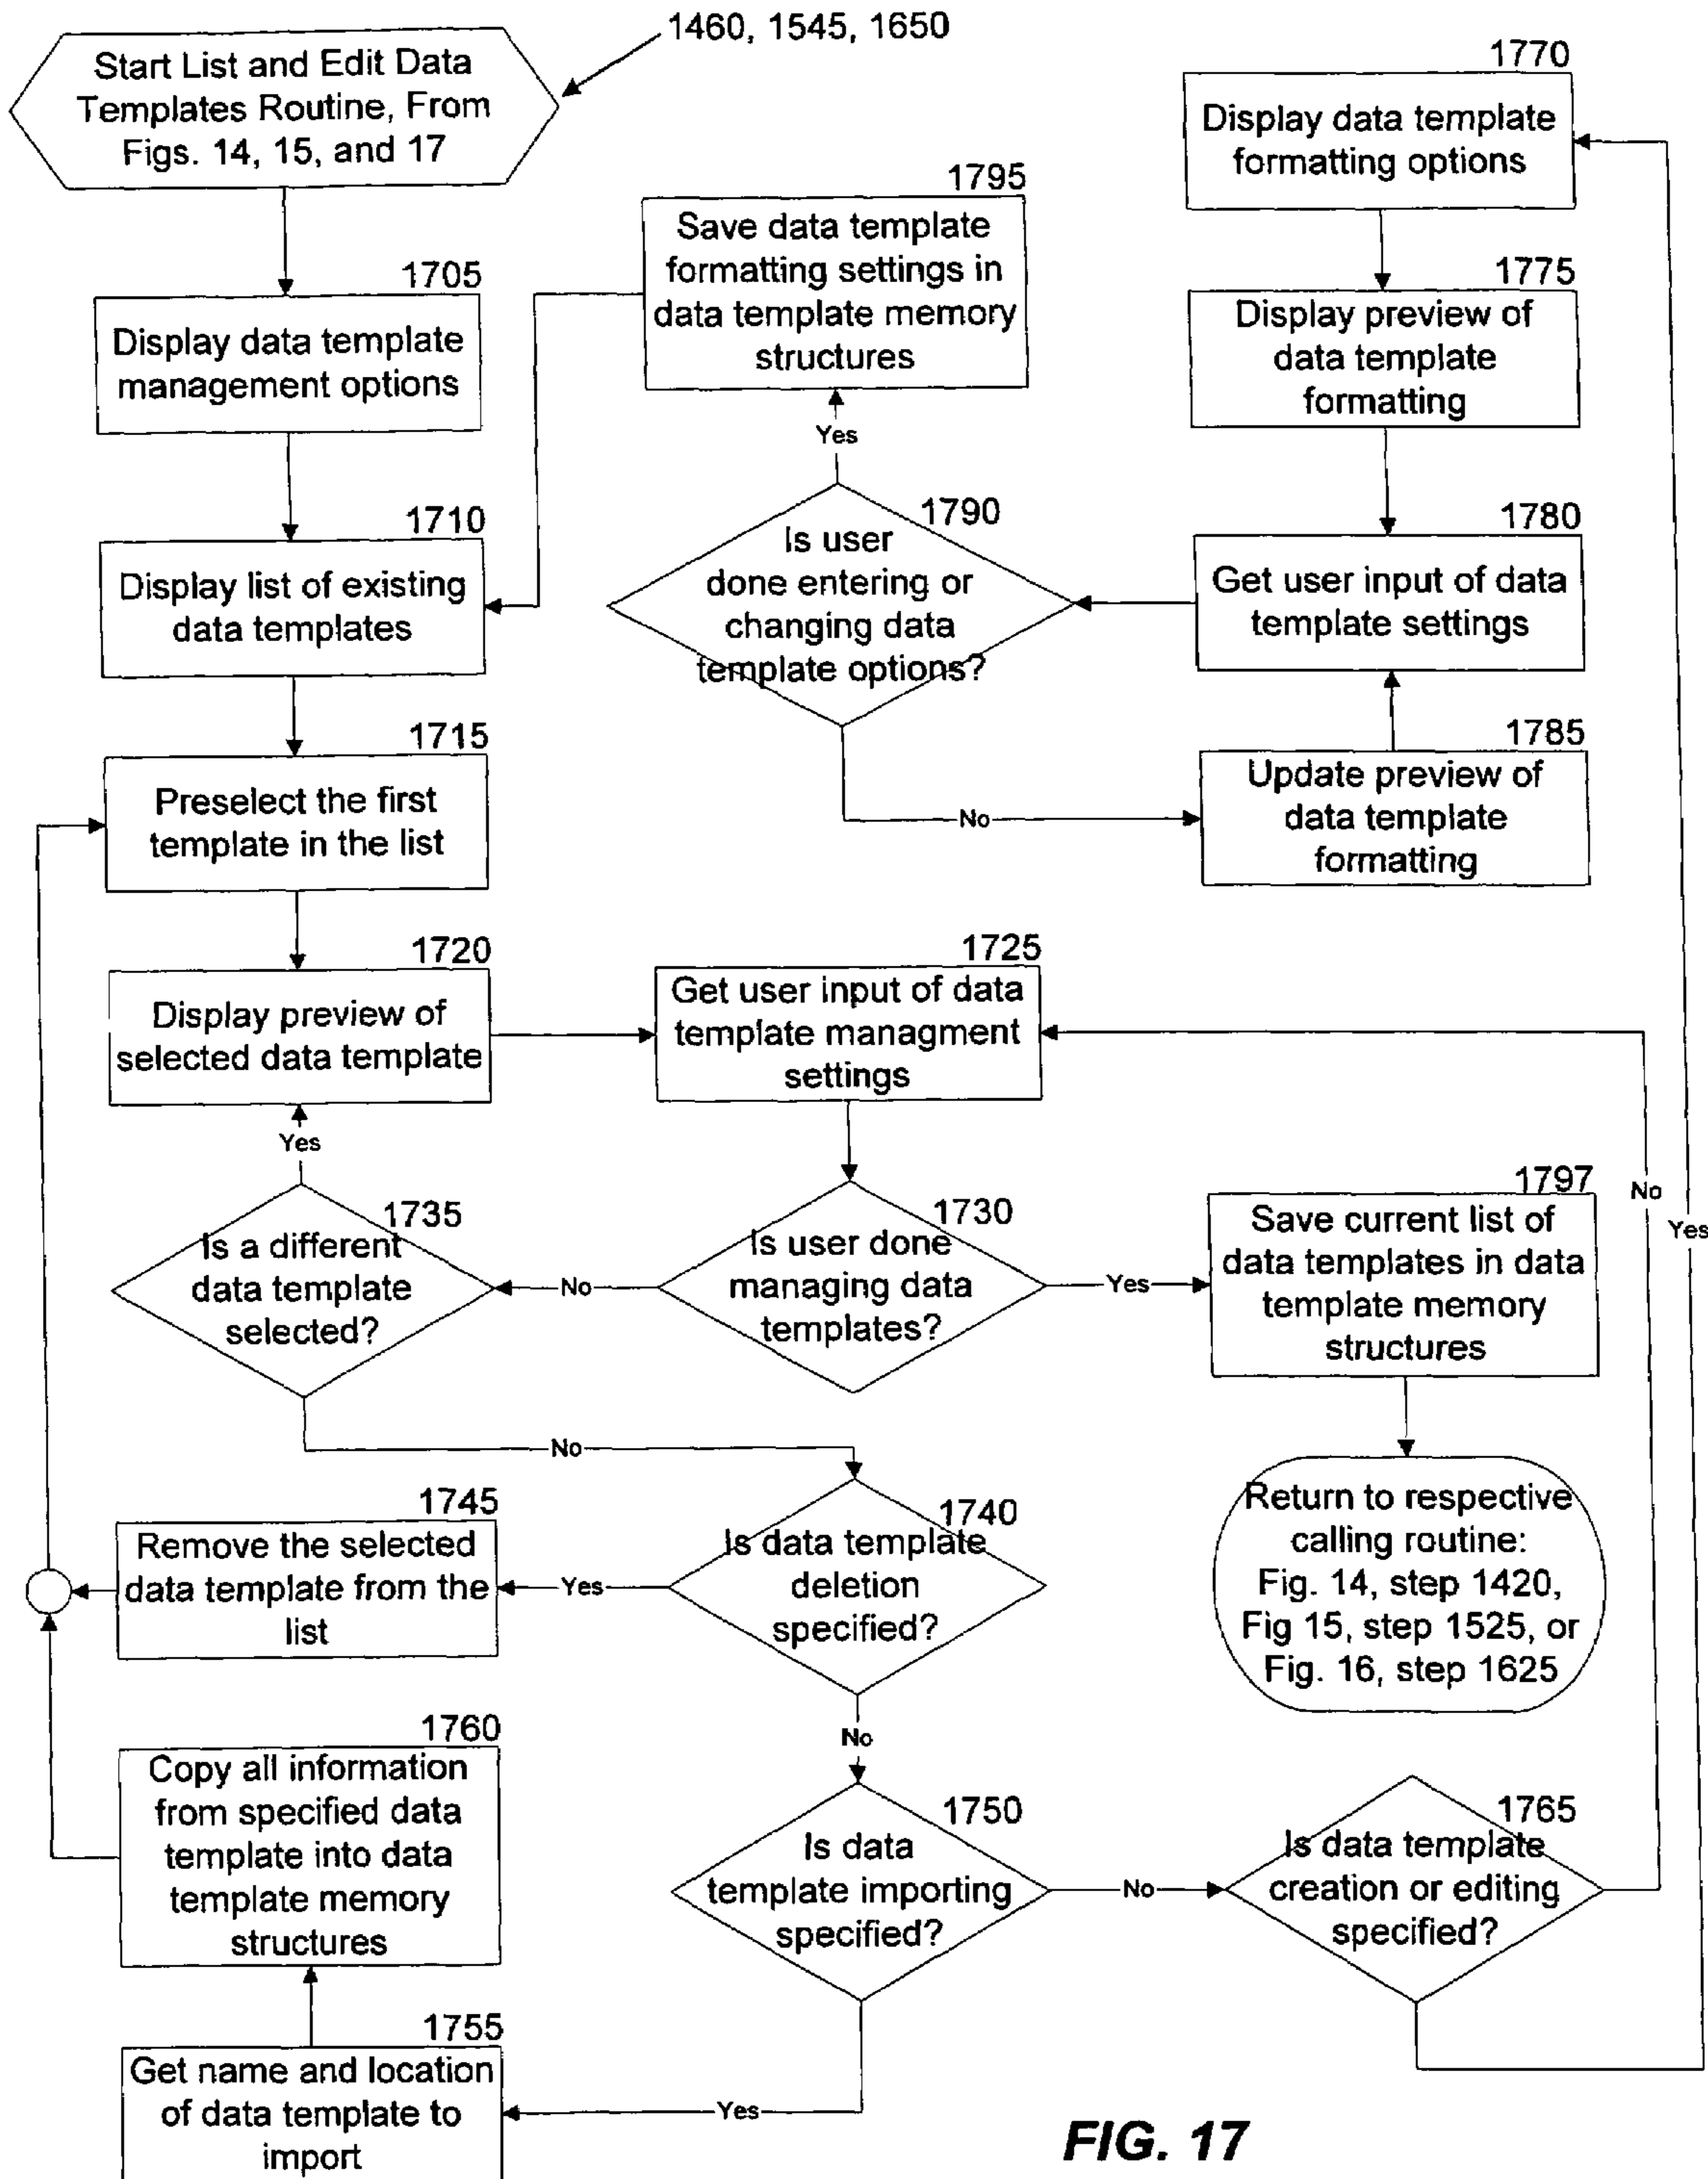 1460, 1545, 1650
Start List and Edit Data
Templates Routine, From
Figs. 14, 15, and 17
1705
Display data template
management options
1710
Display list of existing
data templates
1715
Preselect the first
template in the list
1720
Display preview of
selected data template
1725
Get user input of data
template managment
settings
1730
Is user done
managing data
templates?
No
Yes
1735
Is a different
data template
selected?
Yes
No
1740
Is data template
deletion
specified?
Yes
No
1745
Remove the selected
data template from the
list
1750
Is data
template importing
specified?
No
Yes
1755
Get name and location
of data template to
import
1760
Copy all information
from specified data
template into data
template memory
structures
1765
Is data template
creation or editing
specified?
No
Yes
1770
Display data template
formatting options
1775
Display preview of
data template
formatting
1780
Get user input of data
template settings
1785
Update preview of
data template
formatting
1790
Is user
done entering or
changing data
template options?
Yes
No
1795
Save data template
formatting settings in
data template memory
structures
1797
Save current list of
data templates in data
template memory
structures
Return to respective
calling routine:
Fig. 14, step 1420,
Fig 15, step 1525, or
Fig. 16, step 1625
FIG. 17